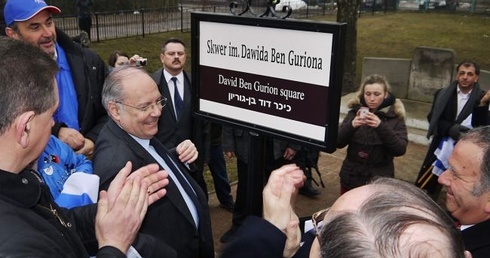 Skwer im. Dawida Ben Guriona
David Ben Gurion square
כיכר דוד בן-גוריון